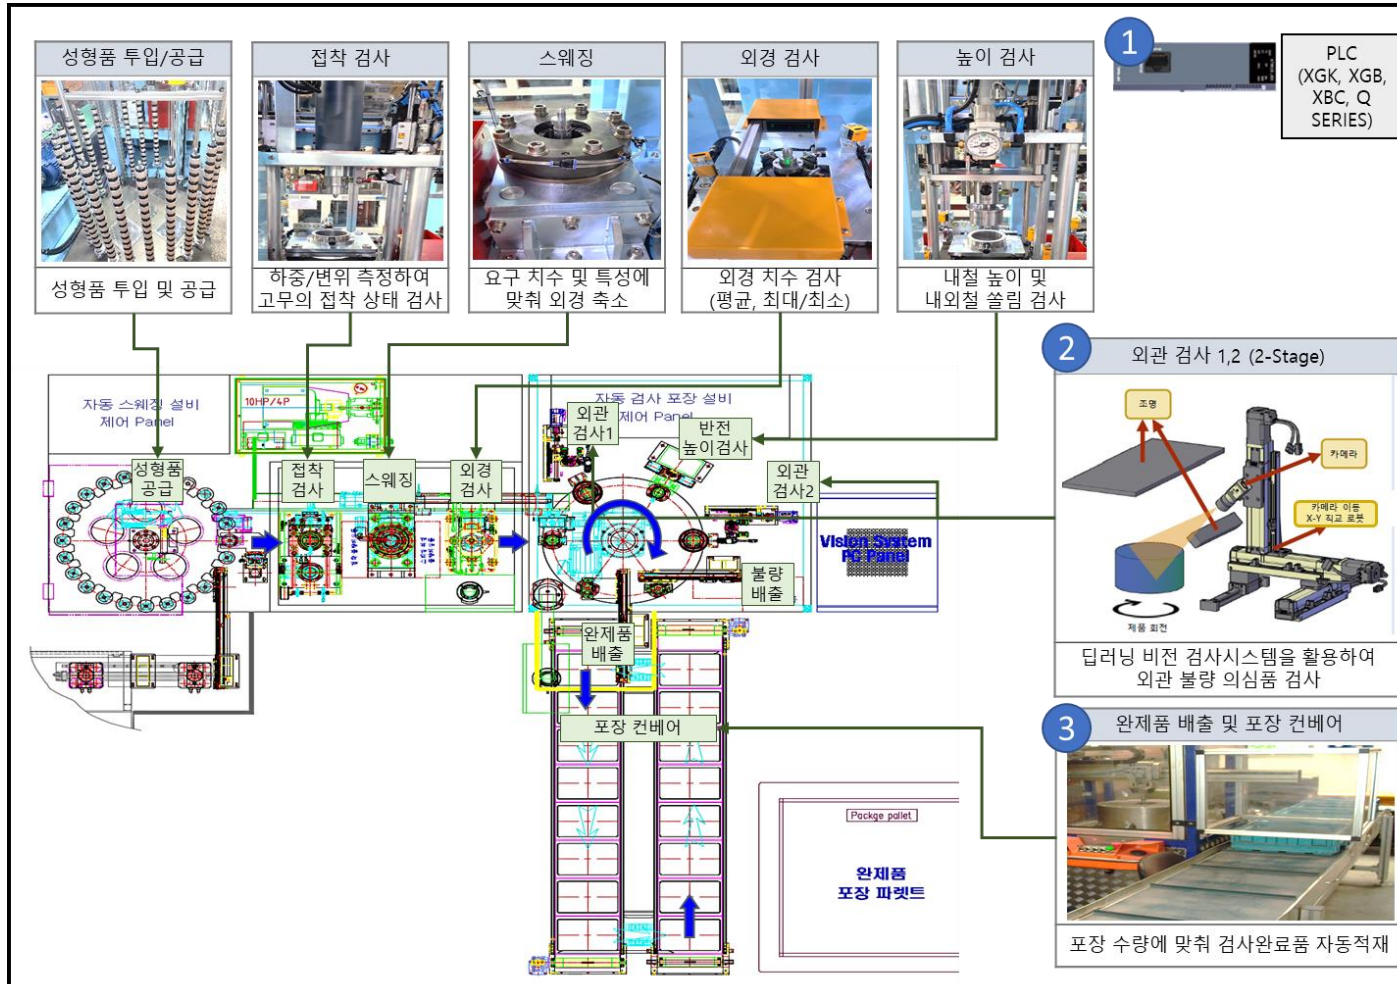 성형품 투입/공급
성형품 투입 및 공급
접착 검사
하중/변위 측정하여
고무의 접착 상태 검사
스웨징
요구 치수 및 특성에
맞춰 외경 축소
외경 검사
외경 치수 검사
(평균, 최대/최소)
높이 검사
내철 높이 및
내외철 쏠림 검사
1
PLC
(XGK, XGB,
XBC, Q
SERIES)
자동 스웨징 설비
제어 Panel
10HP/4P
자동 검사 포장 설비
제어 Panel
성형품
공급
접착
검사
스웨징
외경
검사
외관
검사1
반전
높이검사
외관
검사2
Vision System
PC Panel
불량
배출
완제품
배출
포장 컨베어
Packge pallet
완제품
포장 파렛트
2
외관 검사 1,2 (2-Stage)
조명
카메라
카메라 이동
X-Y 직교 로봇
제품 회전
딥러닝 비전 검사시스템을 활용하여
외관 불량 의심품 검사
3
완제품 배출 및 포장 컨베어
포장 수량에 맞춰 검사완료품 자동적재